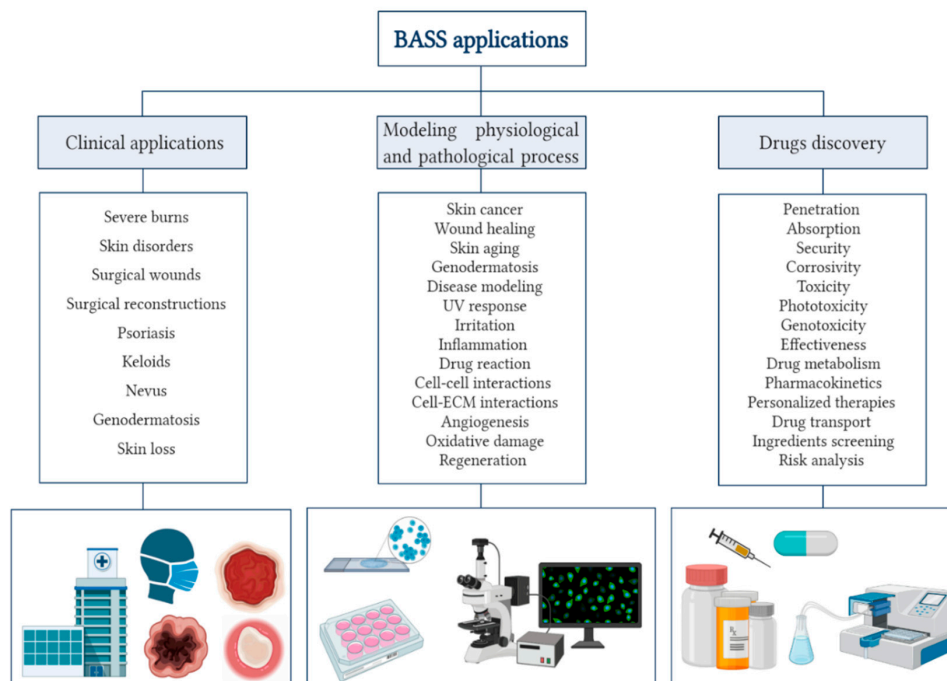 BASS applications
Clinical applications
Severe burns
Skin disorders
Surgical wounds
Surgical reconstructions
Psoriasis
Keloids
Nevus
Genodermatosis
Skin loss
Modeling physiological
and pathological process
Skin cancer
Wound healing
Skin aging
Genodermatosis
Disease modeling
UV response
Irritation
Inflammation
Drug reaction
Cell-cell interactions
Cell-ECM interactions
Angiogenesis
Oxidative damage
Regeneration
Drugs discovery
Penetration
Absorption
Security
Corrosivity
Toxicity
Phototoxicity
Genotoxicity
Effectiveness
Drug metabolism
Pharmacokinetics
Personalized therapies
Drug transport
Ingredients screening
Risk analysis
Rx